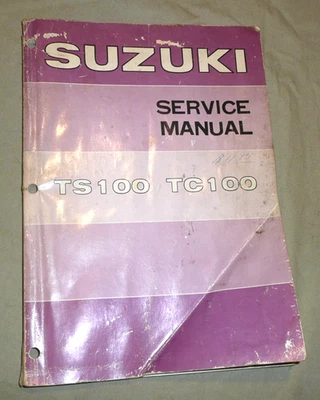 SUZUKI
SERVICE
MANUAL
TS100 TC100